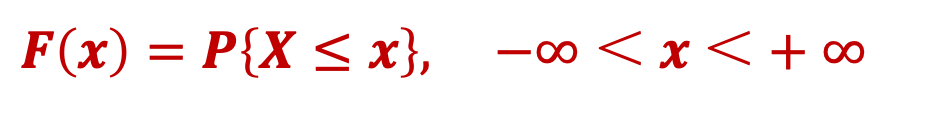 F(x) = P{X ≤ x}, −∞ < x < + ∞